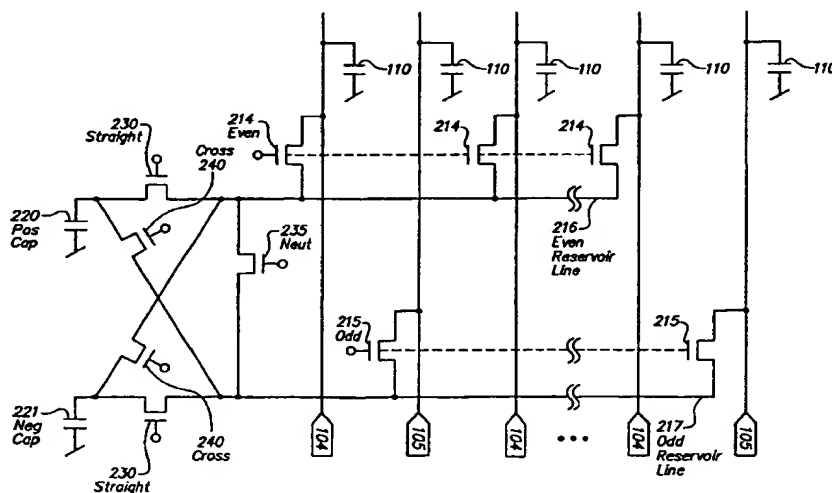 110
110
110
110
110
214
Even
214
214
230
Straight
Cross
240
220
Pos
Cap
235
Neut
216
Even
Reservoir
Line
215
Odd
215
221
Neg
Cap
240
Cross
230
Straight
104
105
104
104
217
Odd
Reservoir
Line
105